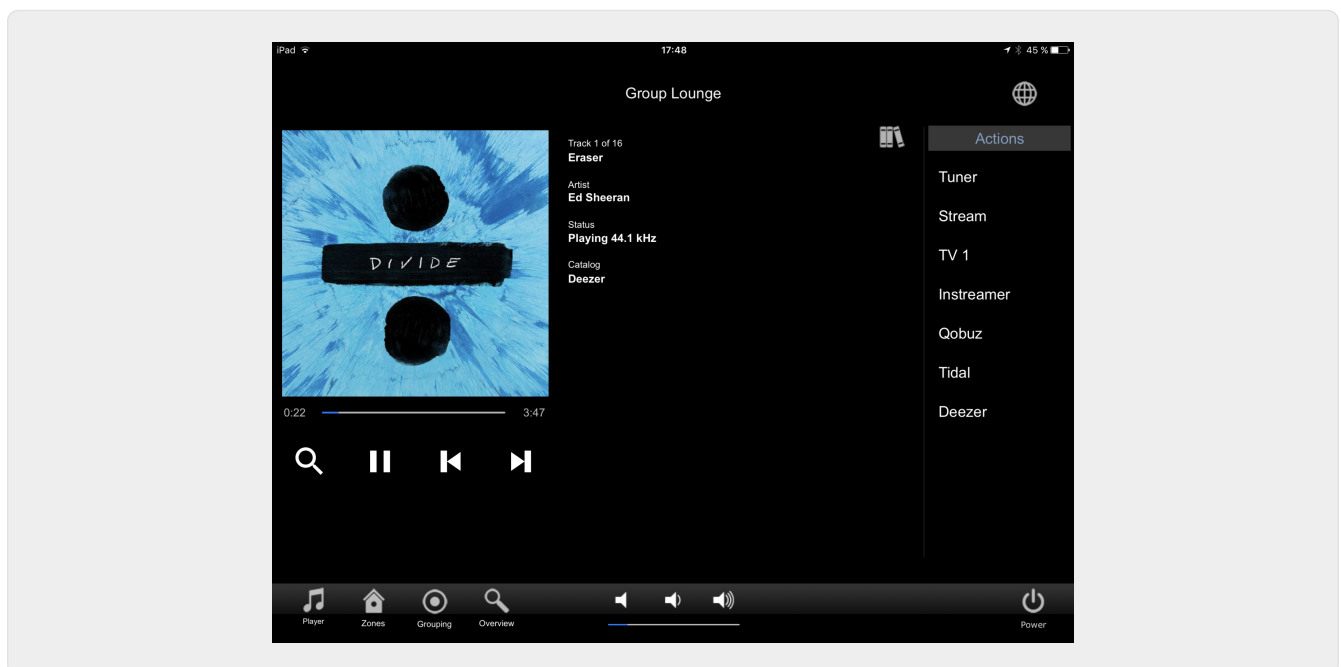 iPad 17:48 45 %
Group Lounge
DIVIDE
Track 1 of 16
Eraser
Artist
Ed Sheeran
Status
Playing 44.1 kHz
Catalog
Deezer
0:22 3:47
Actions
Tuner
Stream
TV 1
Instreamer
Qobuz
Tidal
Deezer
Player Zones Grouping Overview Power